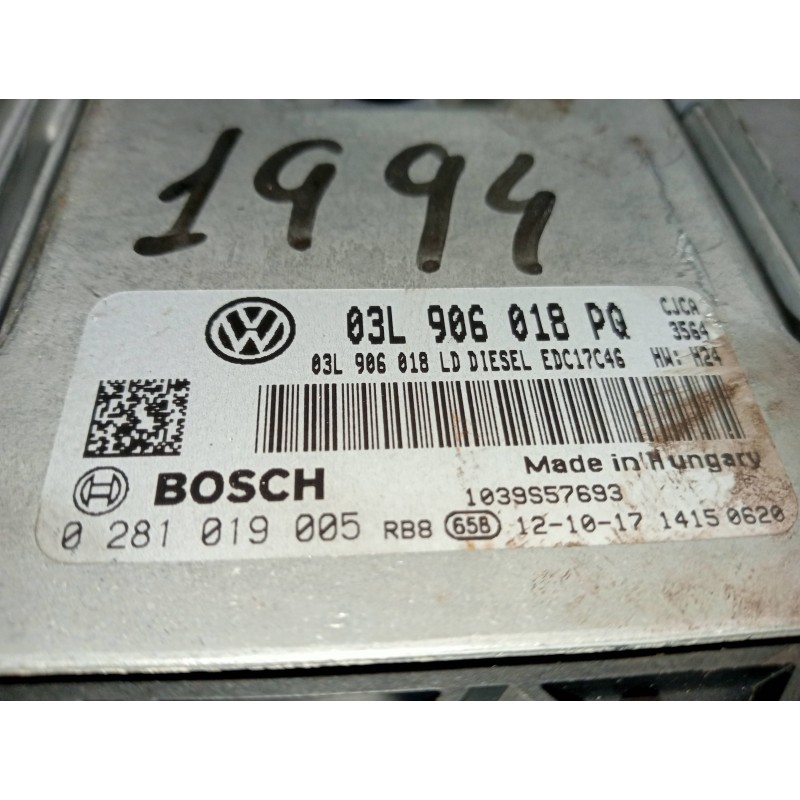 1994
03L 906 018 PQ
CJCA
3564
03L 906 018 LD DIESEL EDC17C46
HW: H24
Made in Hungary
BOSCH
1039S57693
0 281 019 005 RB8 658 12-10-17 1415 0620